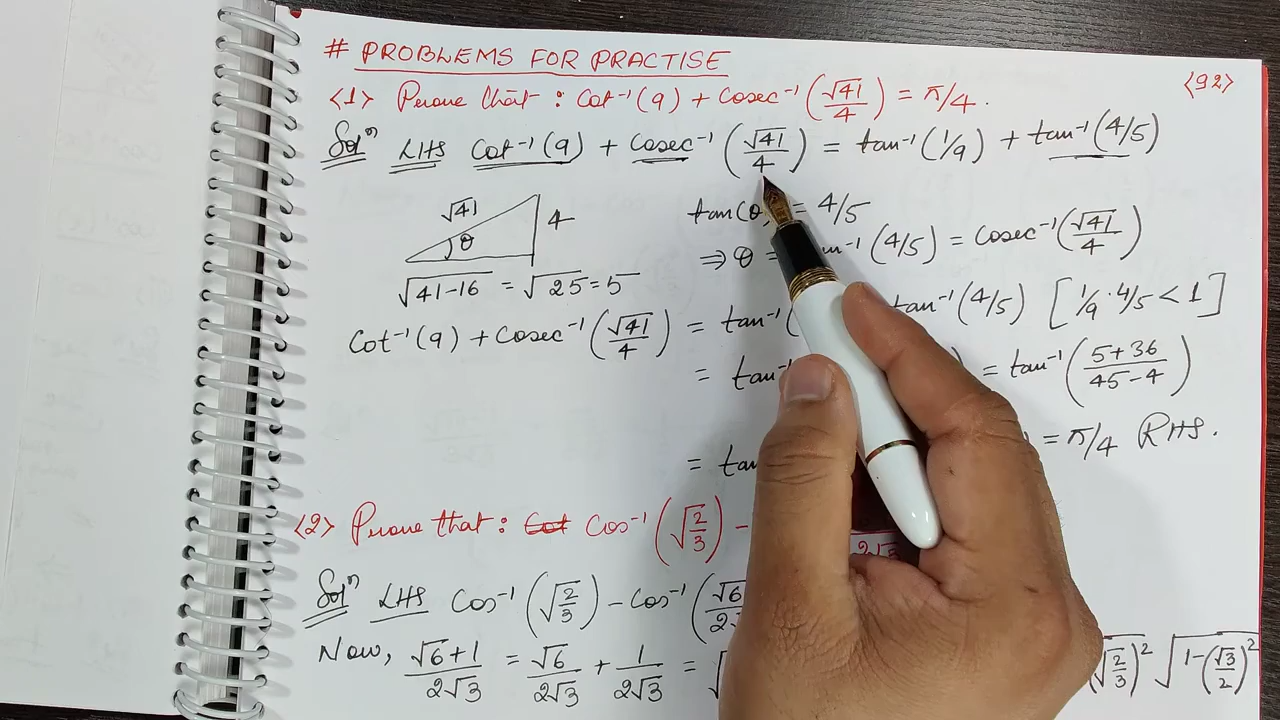 # PROBLEMS FOR PRACTISE
<92>
<1> Prove that : Cot⁻¹(9) + Cosec⁻¹(√41/4) = π/4.
Solⁿ LHS Cot⁻¹(9) + Cosec⁻¹(√41/4) = tan⁻¹(1/9) + tan⁻¹(4/5)
√41 θ 4
tan(θ = 4/5
⇒ θ = (4/5) = Cosec⁻¹(√41/4)
√41-16 = √25 = 5
Cot⁻¹(9) + Cosec⁻¹(√41/4) = tan⁻¹( tan⁻¹(4/5) [1/9 · 4/5 < 1]
= tan⁻¹ = tan⁻¹(5+36/45-4)
= tan = π/4 RHS.
<2> Prove that : Cos⁻¹(√2/3) - 2√3
Solⁿ LHS Cos⁻¹(√2/3) - Cos⁻¹(√6
Now, √6+1/2√3 = √6/2√3 + 1/2√3 = (√2/3)² √1-(√3/2)²